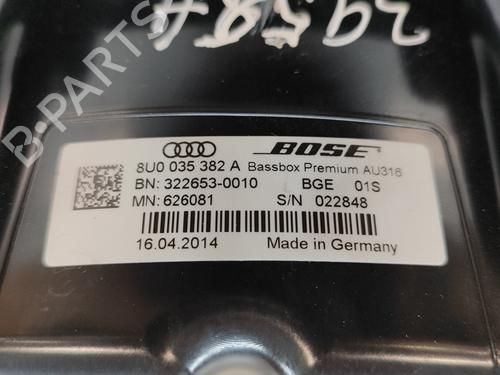 3958A
B-PARTS
BOSE
8U0 035 382 A Bassbox Premium AU316
BN: 322653-0010 BGE 01S
MN: 626081 S/N 022848
16.04.2014 Made in Germany